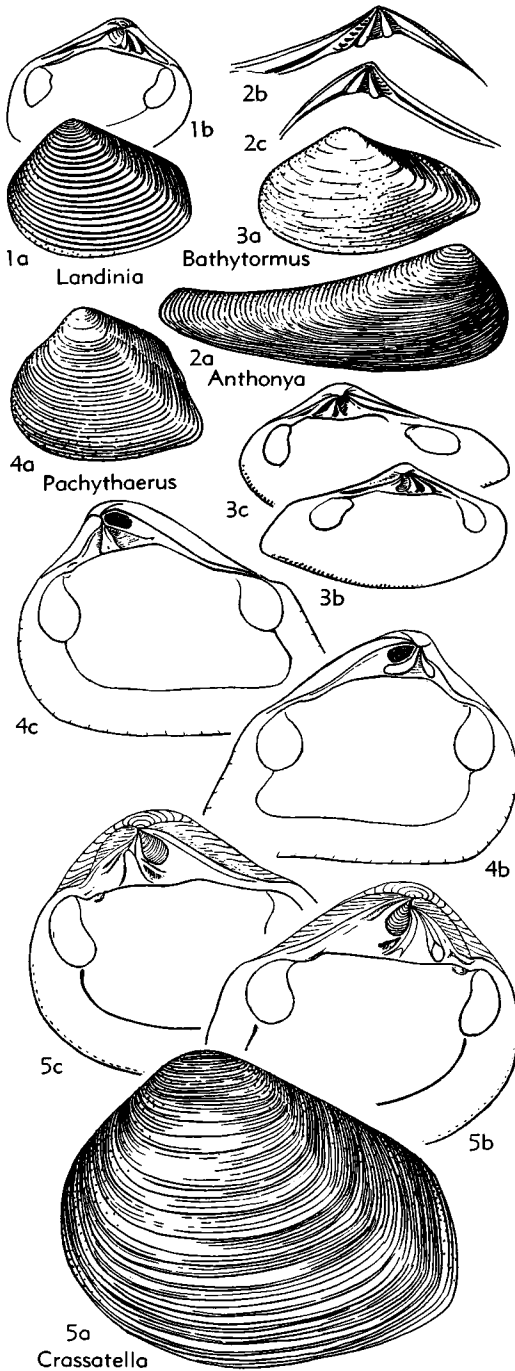 1b
2b
2c
1a
Landinia
3a
Bathytormus
2a
Anthonya
4a
Pachythaerus
3c
3b
4c
4b
5c
5b
5a
Crassatella